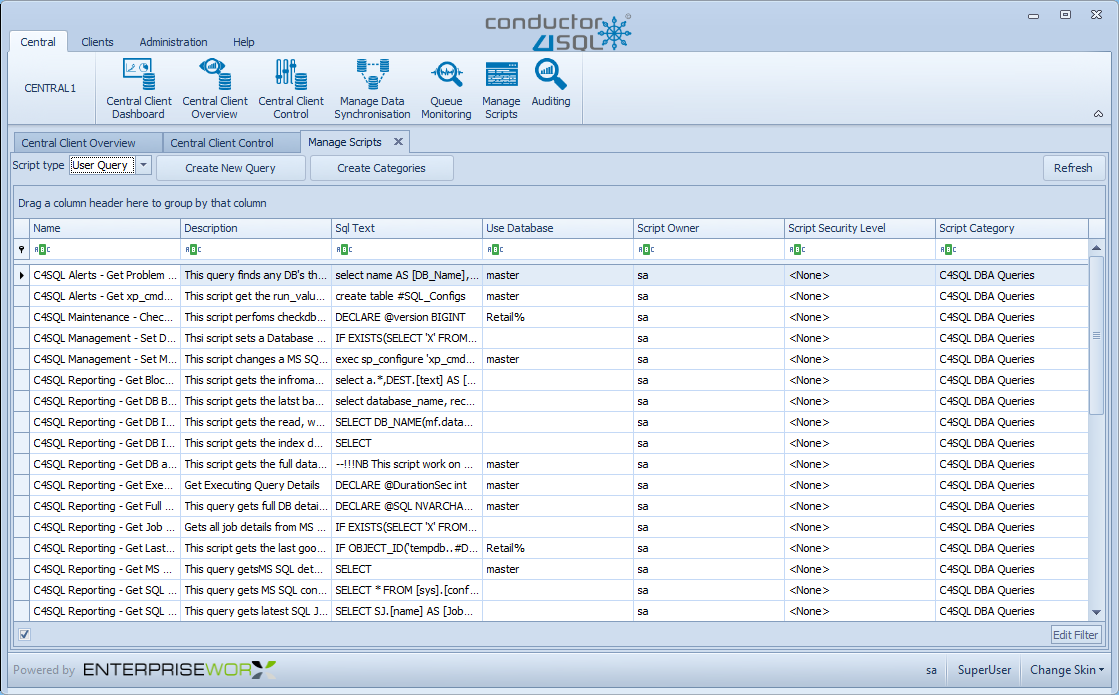 conductor
4SQL
Central Clients Administration Help
CENTRAL1
Central Client Dashboard
Central Client Overview
Central Client Control
Manage Data Synchronisation
Queue Monitoring
Manage Scripts
Auditing
Central Client Overview Central Client Control Manage Scripts
Script type User Query Create New Query Create Categories Refresh
Drag a column header here to group by that column
Name Description Sql Text Use Database Script Owner Script Security Level Script Category
ABC ABC ABC ABC ABC ABC ABC
C4SQL Alerts - Get Problem ... This query finds any DB's th... select name AS [DB_Name],... master sa <None> C4SQL DBA Queries
C4SQL Alerts - Get xp_cmd... This script get the run_valu... create table #SQL_Configs master sa <None> C4SQL DBA Queries
C4SQL Maintenance - Chec... This script perfoms checkdb... DECLARE @version BIGINT Retail% sa <None> C4SQL DBA Queries
C4SQL Management - Set D... This script sets a Database ... IF EXISTS(SELECT 'X' FROM... sa <None> C4SQL DBA Queries
C4SQL Management - Set M... This script changes a MS SQ... exec sp_configure 'xp_cmd... master sa <None> C4SQL DBA Queries
C4SQL Reporting - Get Bloc... This script gets the infroma... select a.*,DEST.[text] AS [... sa <None> C4SQL DBA Queries
C4SQL Reporting - Get DB B... This script gets the latst ba... select database_name, rec... sa <None> C4SQL DBA Queries
C4SQL Reporting - Get DB I... This script gets the read, w... SELECT DB_NAME(mf.data... sa <None> C4SQL DBA Queries
C4SQL Reporting - Get DB I... This script gets the index d... SELECT sa <None> C4SQL DBA Queries
C4SQL Reporting - Get DB a... This script gets the full data... --!!!NB This script work on ... master sa <None> C4SQL DBA Queries
C4SQL Reporting - Get Exe... Get Executing Query Details DECLARE @DurationSec int master sa <None> C4SQL DBA Queries
C4SQL Reporting - Get Full ... This query gets full DB detai... DECLARE @SQL NVARCHA... master sa <None> C4SQL DBA Queries
C4SQL Reporting - Get Job ... Gets all job details from MS ... IF EXISTS(SELECT 'X' FROM... sa <None> C4SQL DBA Queries
C4SQL Reporting - Get Last... This script gets the last goo... IF OBJECT_ID('tempdb..#D... Retail% sa <None> C4SQL DBA Queries
C4SQL Reporting - Get MS ... This query getsMS SQL det... SELECT master sa <None> C4SQL DBA Queries
C4SQL Reporting - Get SQL ... This query gets MS SQL con... SELECT * FROM [sys].[conf... sa <None> C4SQL DBA Queries
C4SQL Reporting - Get SQL ... This query gets latest SQL J... SELECT SJ.[name] AS [Job... sa <None> C4SQL DBA Queries
Edit Filter
Powered by ENTERPRISEWORX sa SuperUser Change Skin